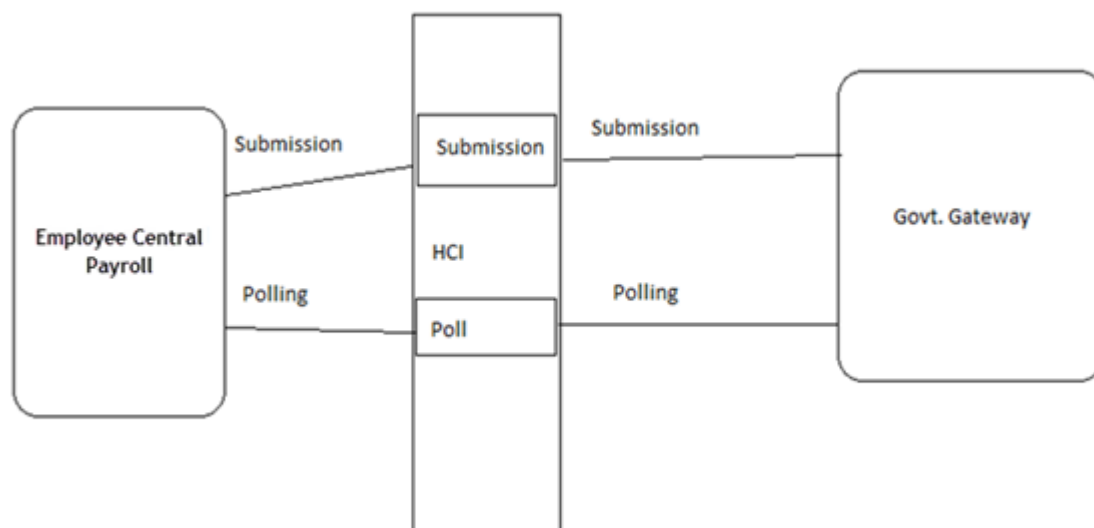 Submission
Submission
Submission
Employee Central
Payroll
HCI
Govt. Gateway
Polling
Polling
Poll